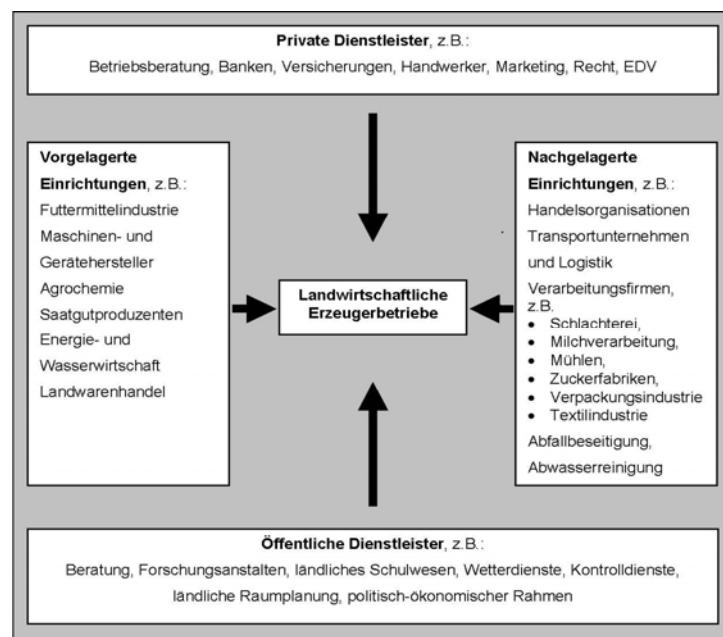 Private Dienstleister, z.B.:
Betriebsberatung, Banken, Versicherungen, Handwerker, Marketing, Recht, EDV
Vorgelagerte
Einrichtungen, z.B.:
Futtermittelindustrie
Maschinen- und
Gerätehersteller
Agrochemie
Saatgutproduzenten
Energie- und
Wasserwirtschaft
Landwarenhandel
Landwirtschaftliche
Erzeugerbetriebe
Nachgelagerte
Einrichtungen, z.B.:
Handelsorganisationen
Transportunternehmen
und Logistik
Verarbeitungsfirmen,
z.B.
• Schlachterei,
• Milchverarbeitung,
• Mühlen,
• Zuckerfabriken,
• Verpackungsindustrie
• Textilindustrie
Abfallbeseitigung,
Abwasserreinigung
Öffentliche Dienstleister, z.B.:
Beratung, Forschungsanstalten, ländliches Schulwesen, Wetterdienste, Kontrolldienste,
ländliche Raumplanung, politisch-ökonomischer Rahmen